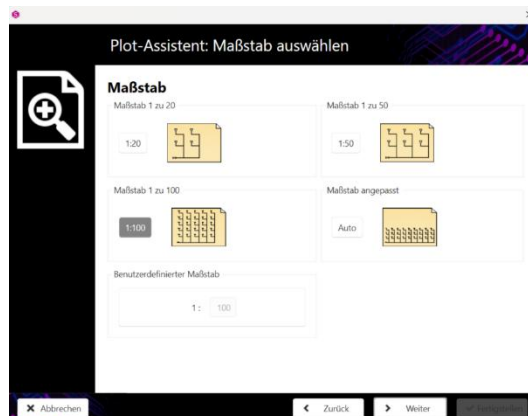 Plot-Assistent: Maßstab auswählen
Maßstab
Maßstab 1 zu 20
1:20
Maßstab 1 zu 50
1:50
Maßstab 1 zu 100
1:100
Maßstab angepasst
Auto
Benutzerdefinierter Maßstab
1 : 100
Abbrechen
Zurück
Weiter